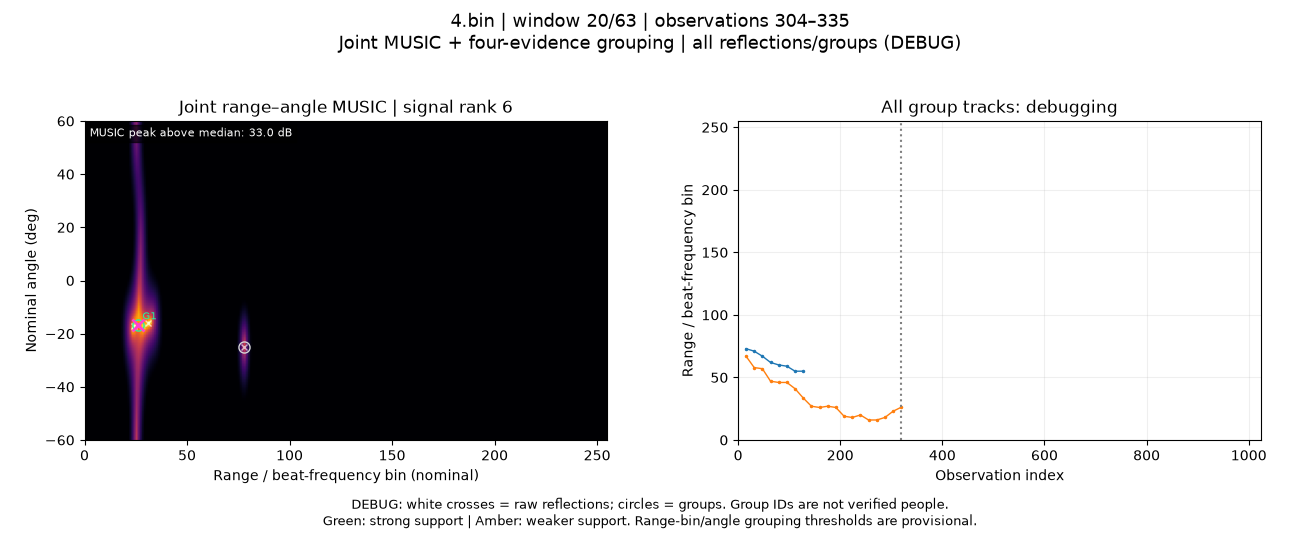 4.bin | window 20/63 | observations 304–335
Joint MUSIC + four-evidence grouping | all reflections/groups (DEBUG)
Joint range–angle MUSIC | signal rank 6
MUSIC peak above median: 33.0 dB
60
40
20
0
−20
−40
−60
Nominal angle (deg)
G1
0
50
100
150
200
250
Range / beat-frequency bin (nominal)
All group tracks: debugging
250
200
150
100
50
0
Range / beat-frequency bin
0
200
400
600
800
1000
Observation index
DEBUG: white crosses = raw reflections; circles = groups. Group IDs are not verified people.
Green: strong support | Amber: weaker support. Range-bin/angle grouping thresholds are provisional.